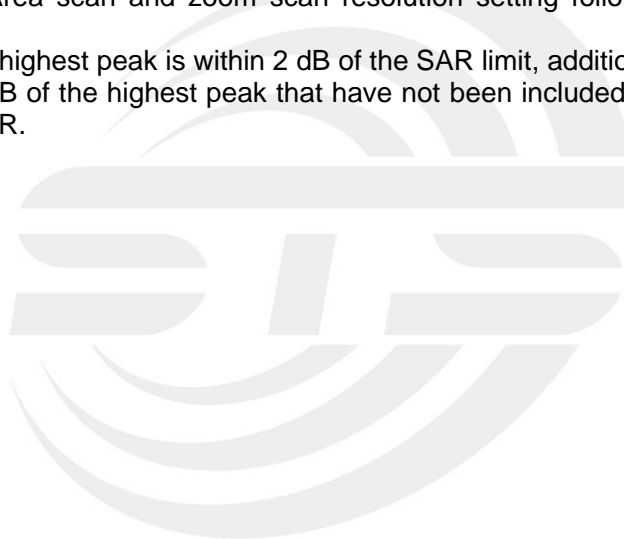 Area scan and zoom scan resolution setting follo
highest peak is within 2 dB of the SAR limit, additio
B of the highest peak that have not been included
R.
STS